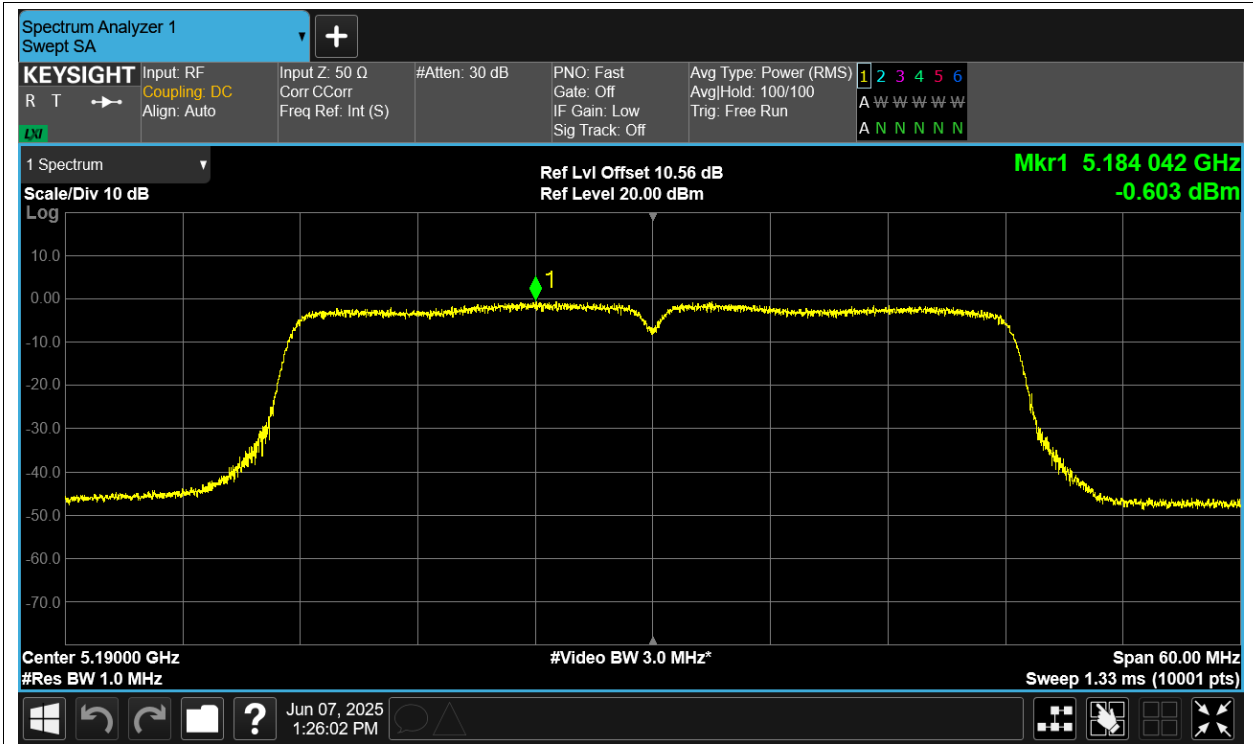 Spectrum Analyzer 1
Swept SA
KEYSIGHT
R T
LXI
Input: RF
Coupling: DC
Align: Auto
Input Z: 50 Ω
Corr CCorr
Freq Ref: Int (S)
#Atten: 30 dB
PNO: Fast
Gate: Off
IF Gain: Low
Sig Track: Off
Avg Type: Power (RMS)
Avg|Hold: 100/100
Trig: Free Run
1 2 3 4 5 6
A W W W W W
A N N N N N
1 Spectrum
Scale/Div 10 dB
Log
Ref Lvl Offset 10.56 dB
Ref Level 20.00 dBm
Mkr1 5.184 042 GHz
-0.603 dBm
10.0
0.00
-10.0
-20.0
-30.0
-40.0
-50.0
-60.0
-70.0
1
Center 5.19000 GHz
#Res BW 1.0 MHz
#Video BW 3.0 MHz*
Span 60.00 MHz
Sweep 1.33 ms (10001 pts)
?
Jun 07, 2025
1:26:02 PM